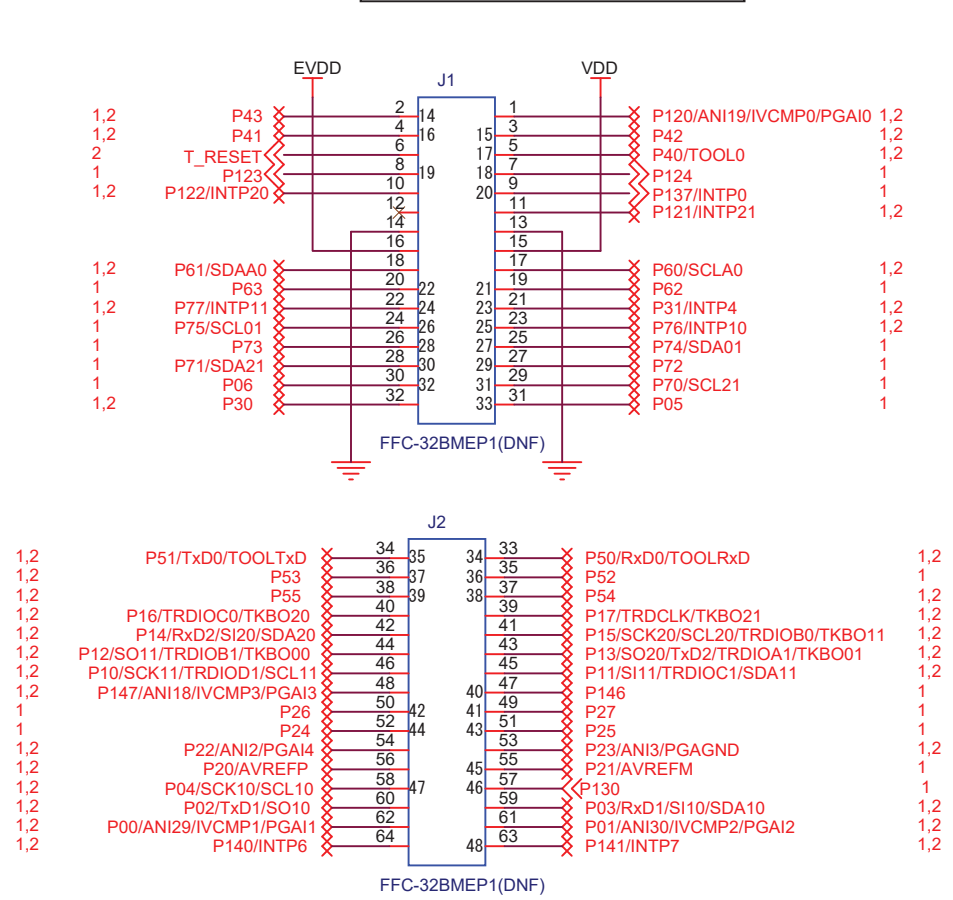 EVDD VDD
J1
1,2 P43 2 14 1 P120/ANI19/IVCMP0/PGAI0 1,2
1,2 P41 4 16 15 3 P42 1,2
2 T_RESET 6 17 5 P40/TOOL0 1,2
1 P123 8 19 18 7 P124 1
1,2 P122/INTP20 10 20 9 P137/INTP0 1
12 11 P121/INTP21 1,2
14 13
16 15
1,2 P61/SDAA0 18 17 P60/SCLA0 1,2
1 P63 20 22 21 19 P62 1
1,2 P77/INTP11 22 24 23 21 P31/INTP4 1,2
1 P75/SCL01 24 26 25 23 P76/INTP10 1,2
1 P73 26 28 27 25 P74/SDA01 1
1 P71/SDA21 28 30 29 27 P72 1
1 P06 30 32 31 29 P70/SCL21 1
1,2 P30 32 33 31 P05 1
FFC-32BMEP1(DNF)
J2
1,2 P51/TxD0/TOOLTxD 34 35 34 33 P50/RxD0/TOOLRxD 1,2
1,2 P53 36 37 36 35 P52 1
1,2 P55 38 39 38 37 P54 1,2
1,2 P16/TRDIOC0/TKBO20 40 39 P17/TRDCLK/TKBO21 1,2
1,2 P14/RxD2/SI20/SDA20 42 41 P15/SCK20/SCL20/TRDIOB0/TKBO11 1,2
1,2 P12/SO11/TRDIOB1/TKBO00 44 43 P13/SO20/TxD2/TRDIOA1/TKBO01 1,2
1,2 P10/SCK11/TRDIOD1/SCL11 46 45 P11/SI11/TRDIOC1/SDA11 1,2
1,2 P147/ANI18/IVCMP3/PGAI3 48 40 47 P146 1
1 P26 50 42 41 49 P27 1
1 P24 52 44 43 51 P25 1
1,2 P22/ANI2/PGAI4 54 53 P23/ANI3/PGAGND 1,2
1,2 P20/AVREFP 56 45 55 P21/AVREFM 1
1,2 P04/SCK10/SCL10 58 47 46 57 P130 1
1,2 P02/TxD1/SO10 60 59 P03/RxD1/SI10/SDA10 1,2
1,2 P00/ANI29/IVCMP1/PGAI1 62 61 P01/ANI30/IVCMP2/PGAI2 1,2
1,2 P140/INTP6 64 48 63 P141/INTP7 1,2
FFC-32BMEP1(DNF)